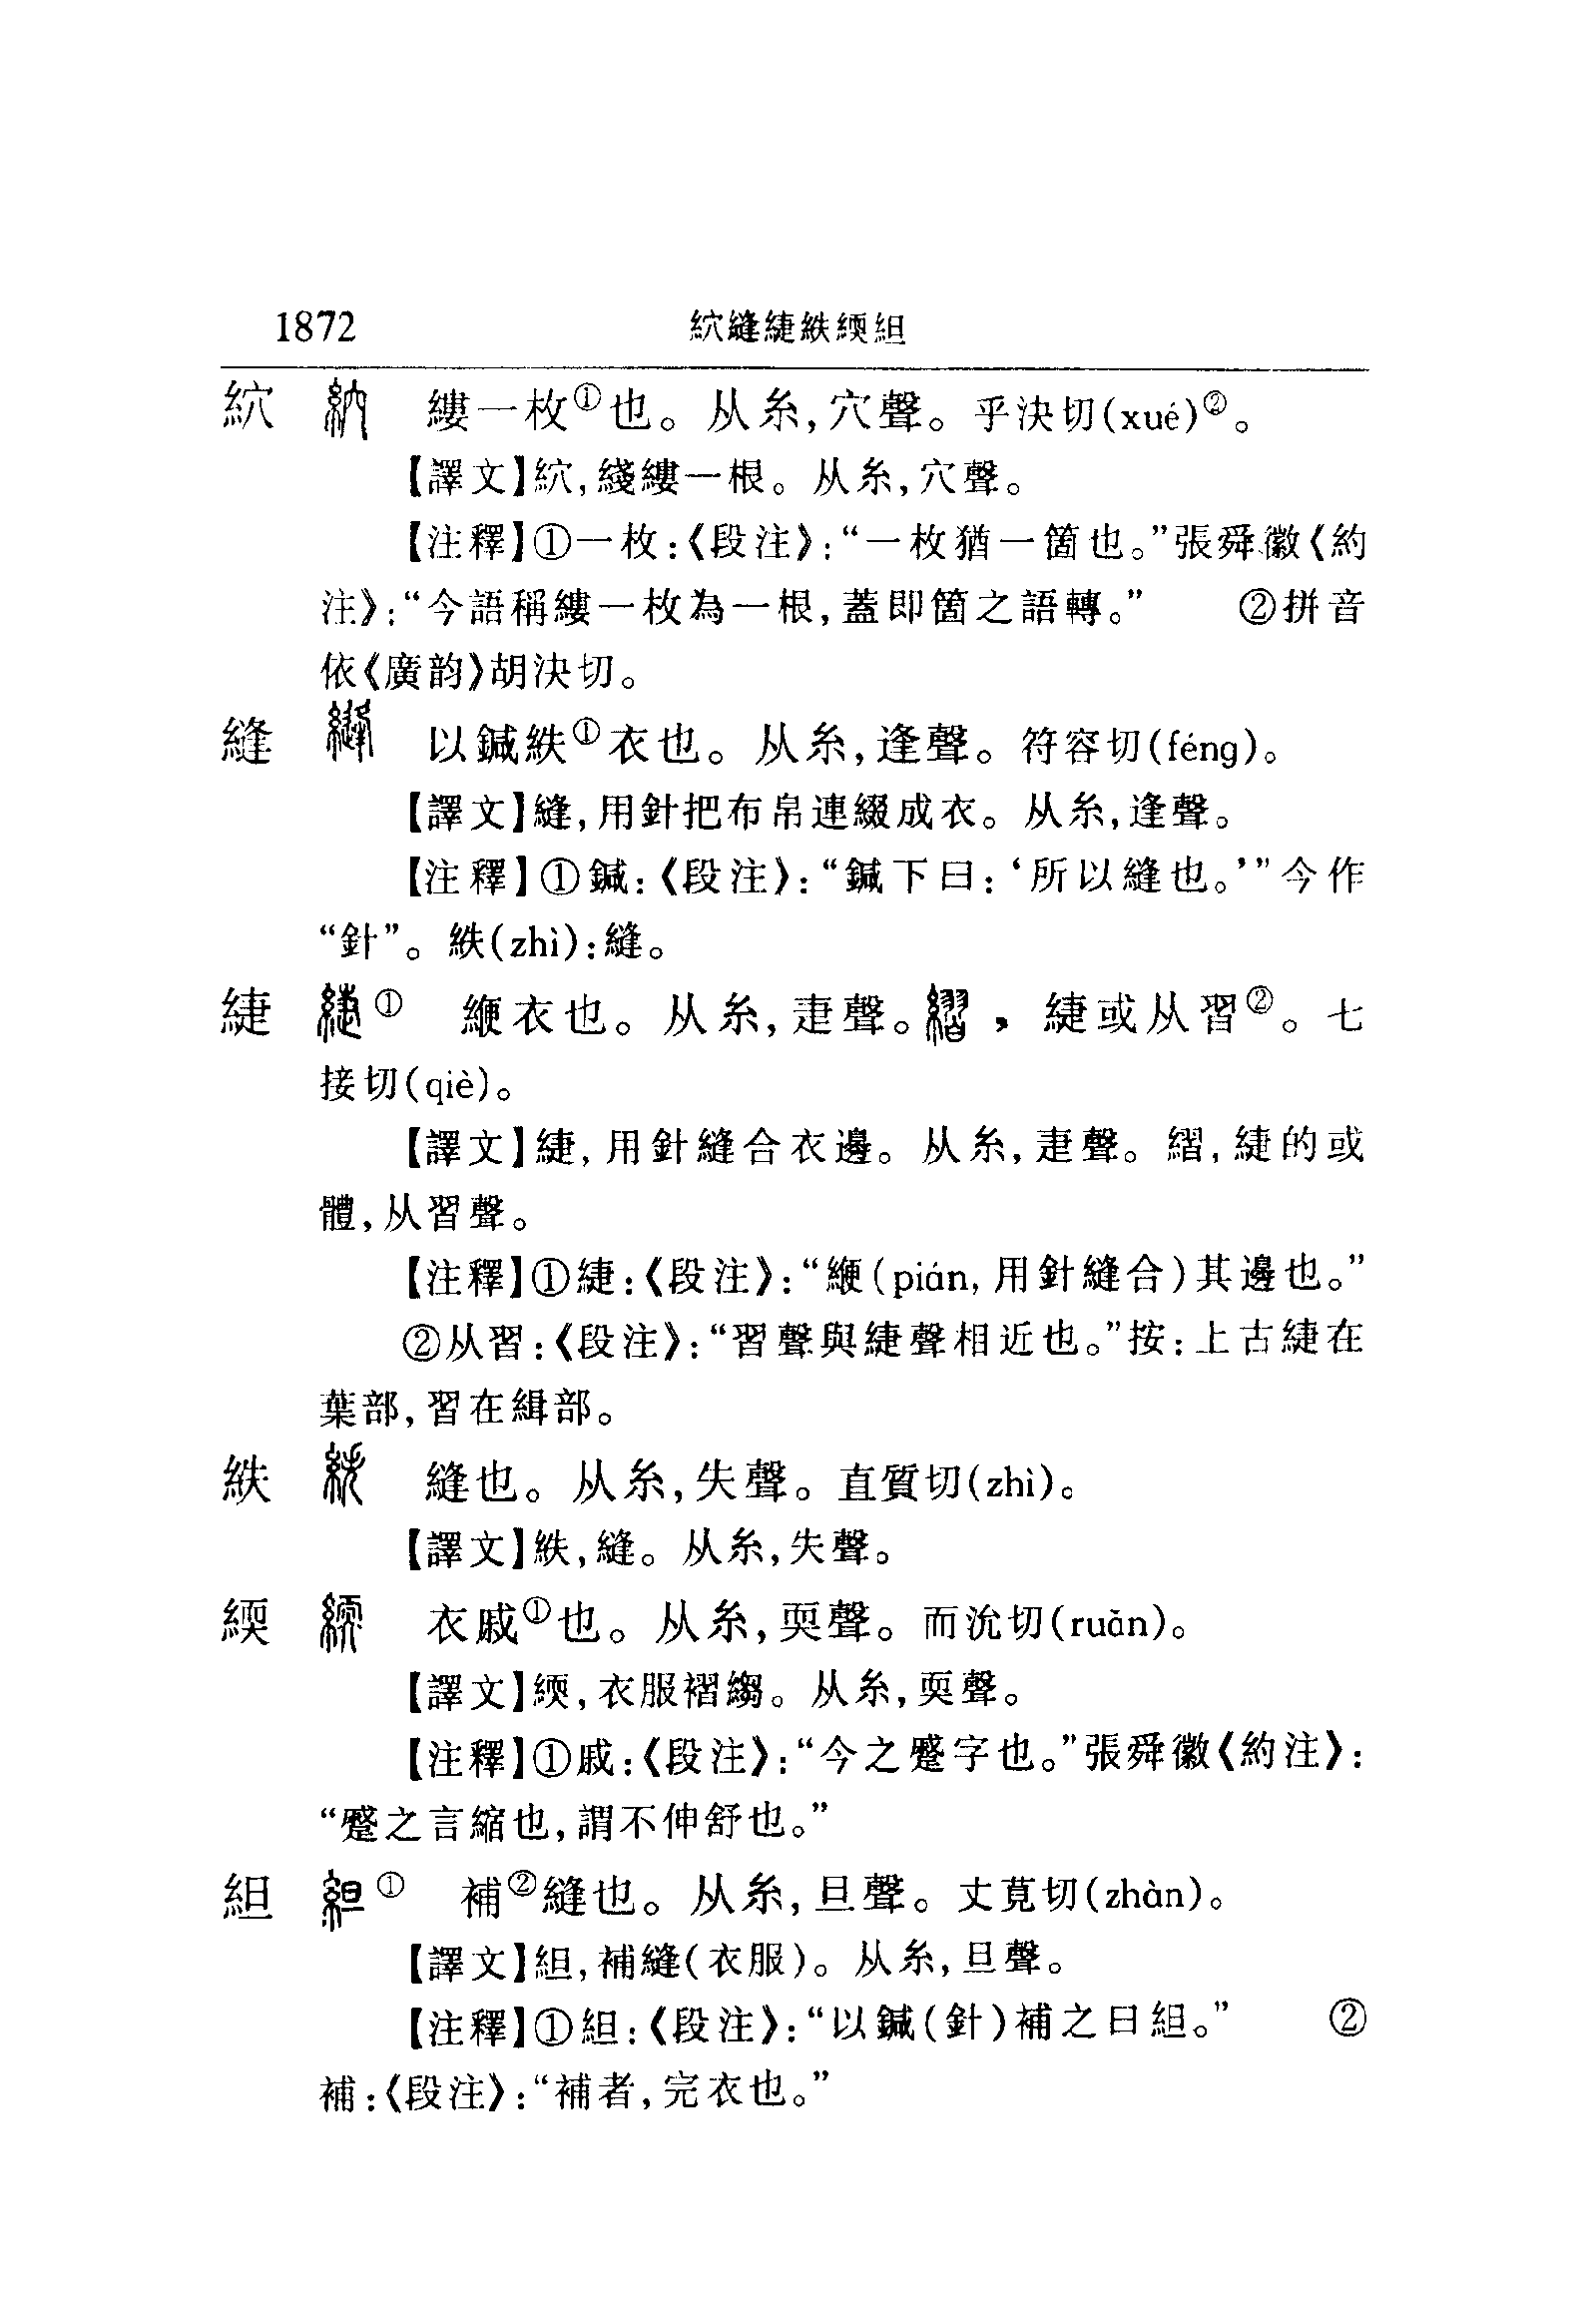 1872 紇縫緁紩緛組
紇 縷一枚①也。从糸,穴聲。乎決切(xué)②。
【譯文】紇,綫縷一根。从糸,穴聲。
【注釋】①一枚:《段注》:“一枚猶一箇也。”張舜徽《約
注》:“今語稱縷一枚為一根,蓋即箇之語轉。” ②拼音
依《廣韵》胡決切。
縫 以鍼紩①衣也。从糸,逢聲。符容切(féng)。
【譯文】縫,用針把布帛連綴成衣。从糸,逢聲。
【注釋】①鍼:《段注》:“鍼下曰:‘所以縫也。’”今作
“針”。紩(zhì):縫。
緁 ① 緶衣也。从糸,疌聲。 ,緁或从習②。七
接切(qiè)。
【譯文】緁,用針縫合衣邊。从糸,疌聲。緝,緁的或
體,从習聲。
【注釋】①緁:《段注》:“緶(pián,用針縫合)其邊也。”
②从習:《段注》:“習聲與緁聲相近也。”按:上古緁在
葉部,習在緝部。
紩 縫也。从糸,失聲。直質切(zhì)。
【譯文】紩,縫。从糸,失聲。
緛 衣戚①也。从糸,耎聲。而沇切(ruǎn)。
【譯文】緛,衣服褶縐。从糸,耎聲。
【注釋】①戚:《段注》:“今之蹙字也。”張舜徽《約注》:
“蹙之言縮也,謂不伸舒也。”
組 ① 補②縫也。从糸,旦聲。丈莧切(zhàn)。
【譯文】組,補縫(衣服)。从糸,旦聲。
【注釋】①組:《段注》:“以鍼(針)補之曰組。” ②
補:《段注》:“補者,完衣也。”